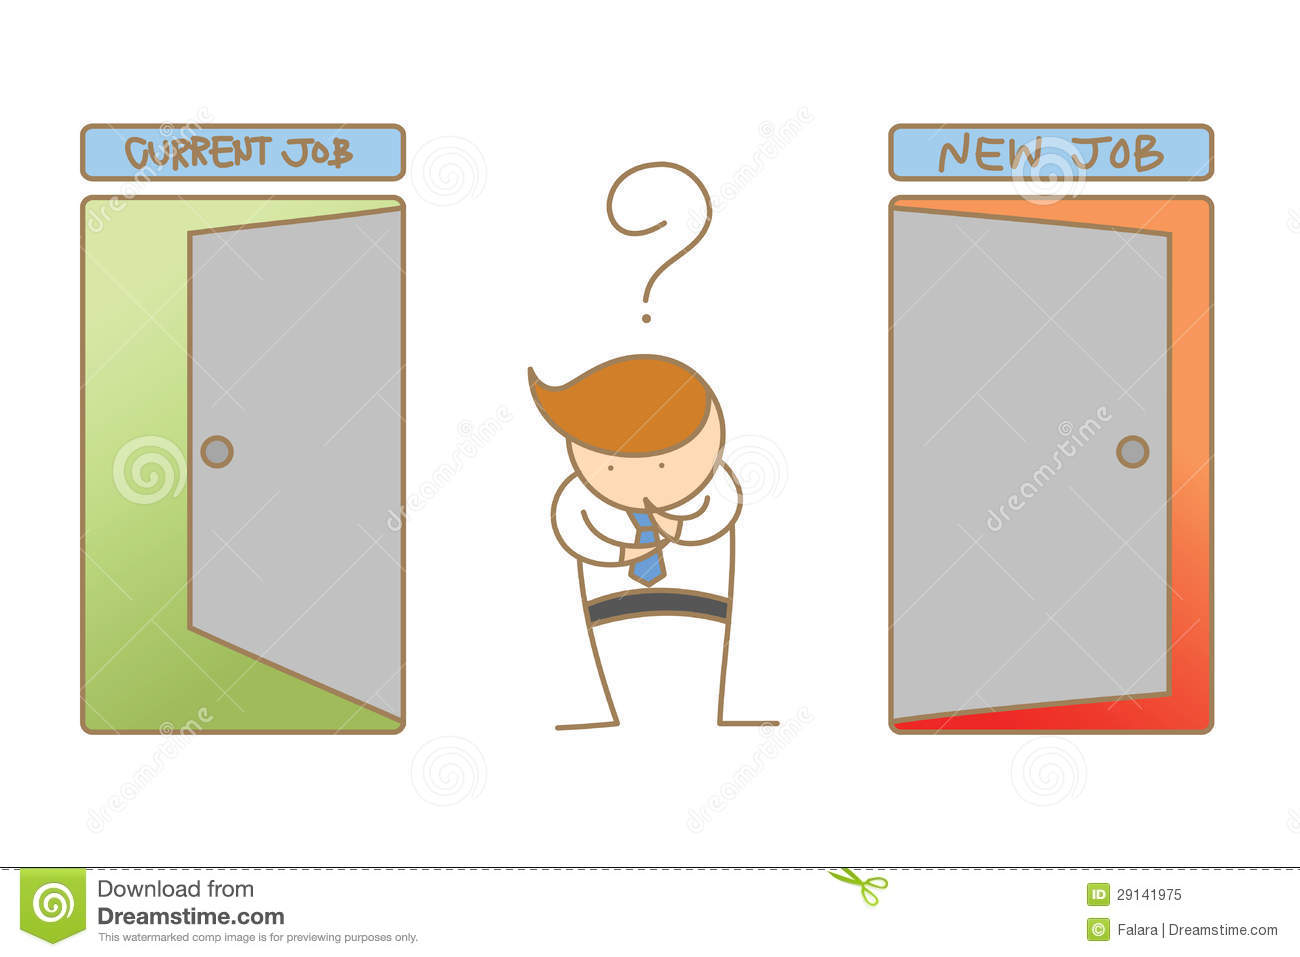 CURRENT JOB
NEW JOB
?
dreamstime
Download from
Dreamstime.com
This watermarked comp image is for previewing purposes only.
ID 29141975
© Falara | Dreamstime.com